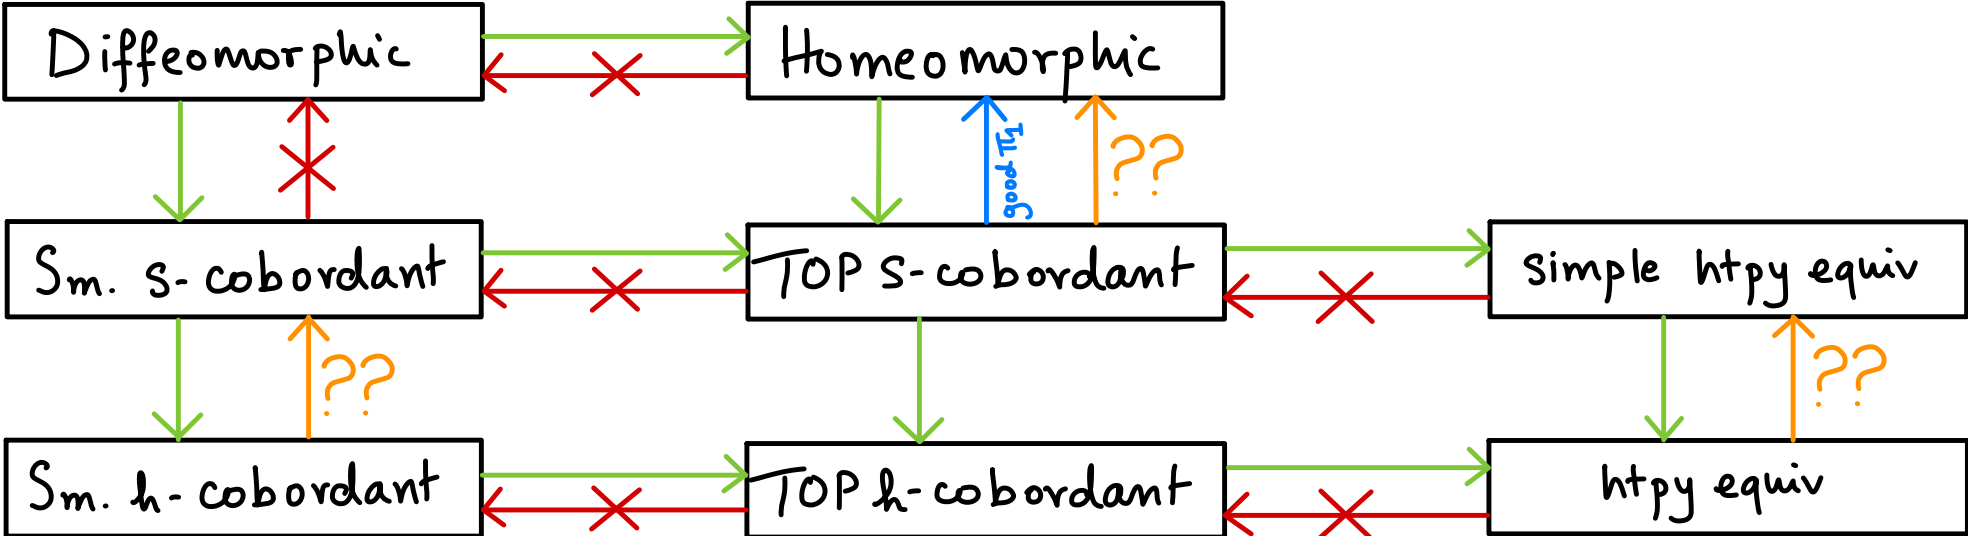 Diffeomorphic
Homeomorphic
good π1
??
Sm. s-cobordant
TOP s-cobordant
simple htpy equiv
??
??
Sm. h-cobordant
TOP h-cobordant
htpy equiv